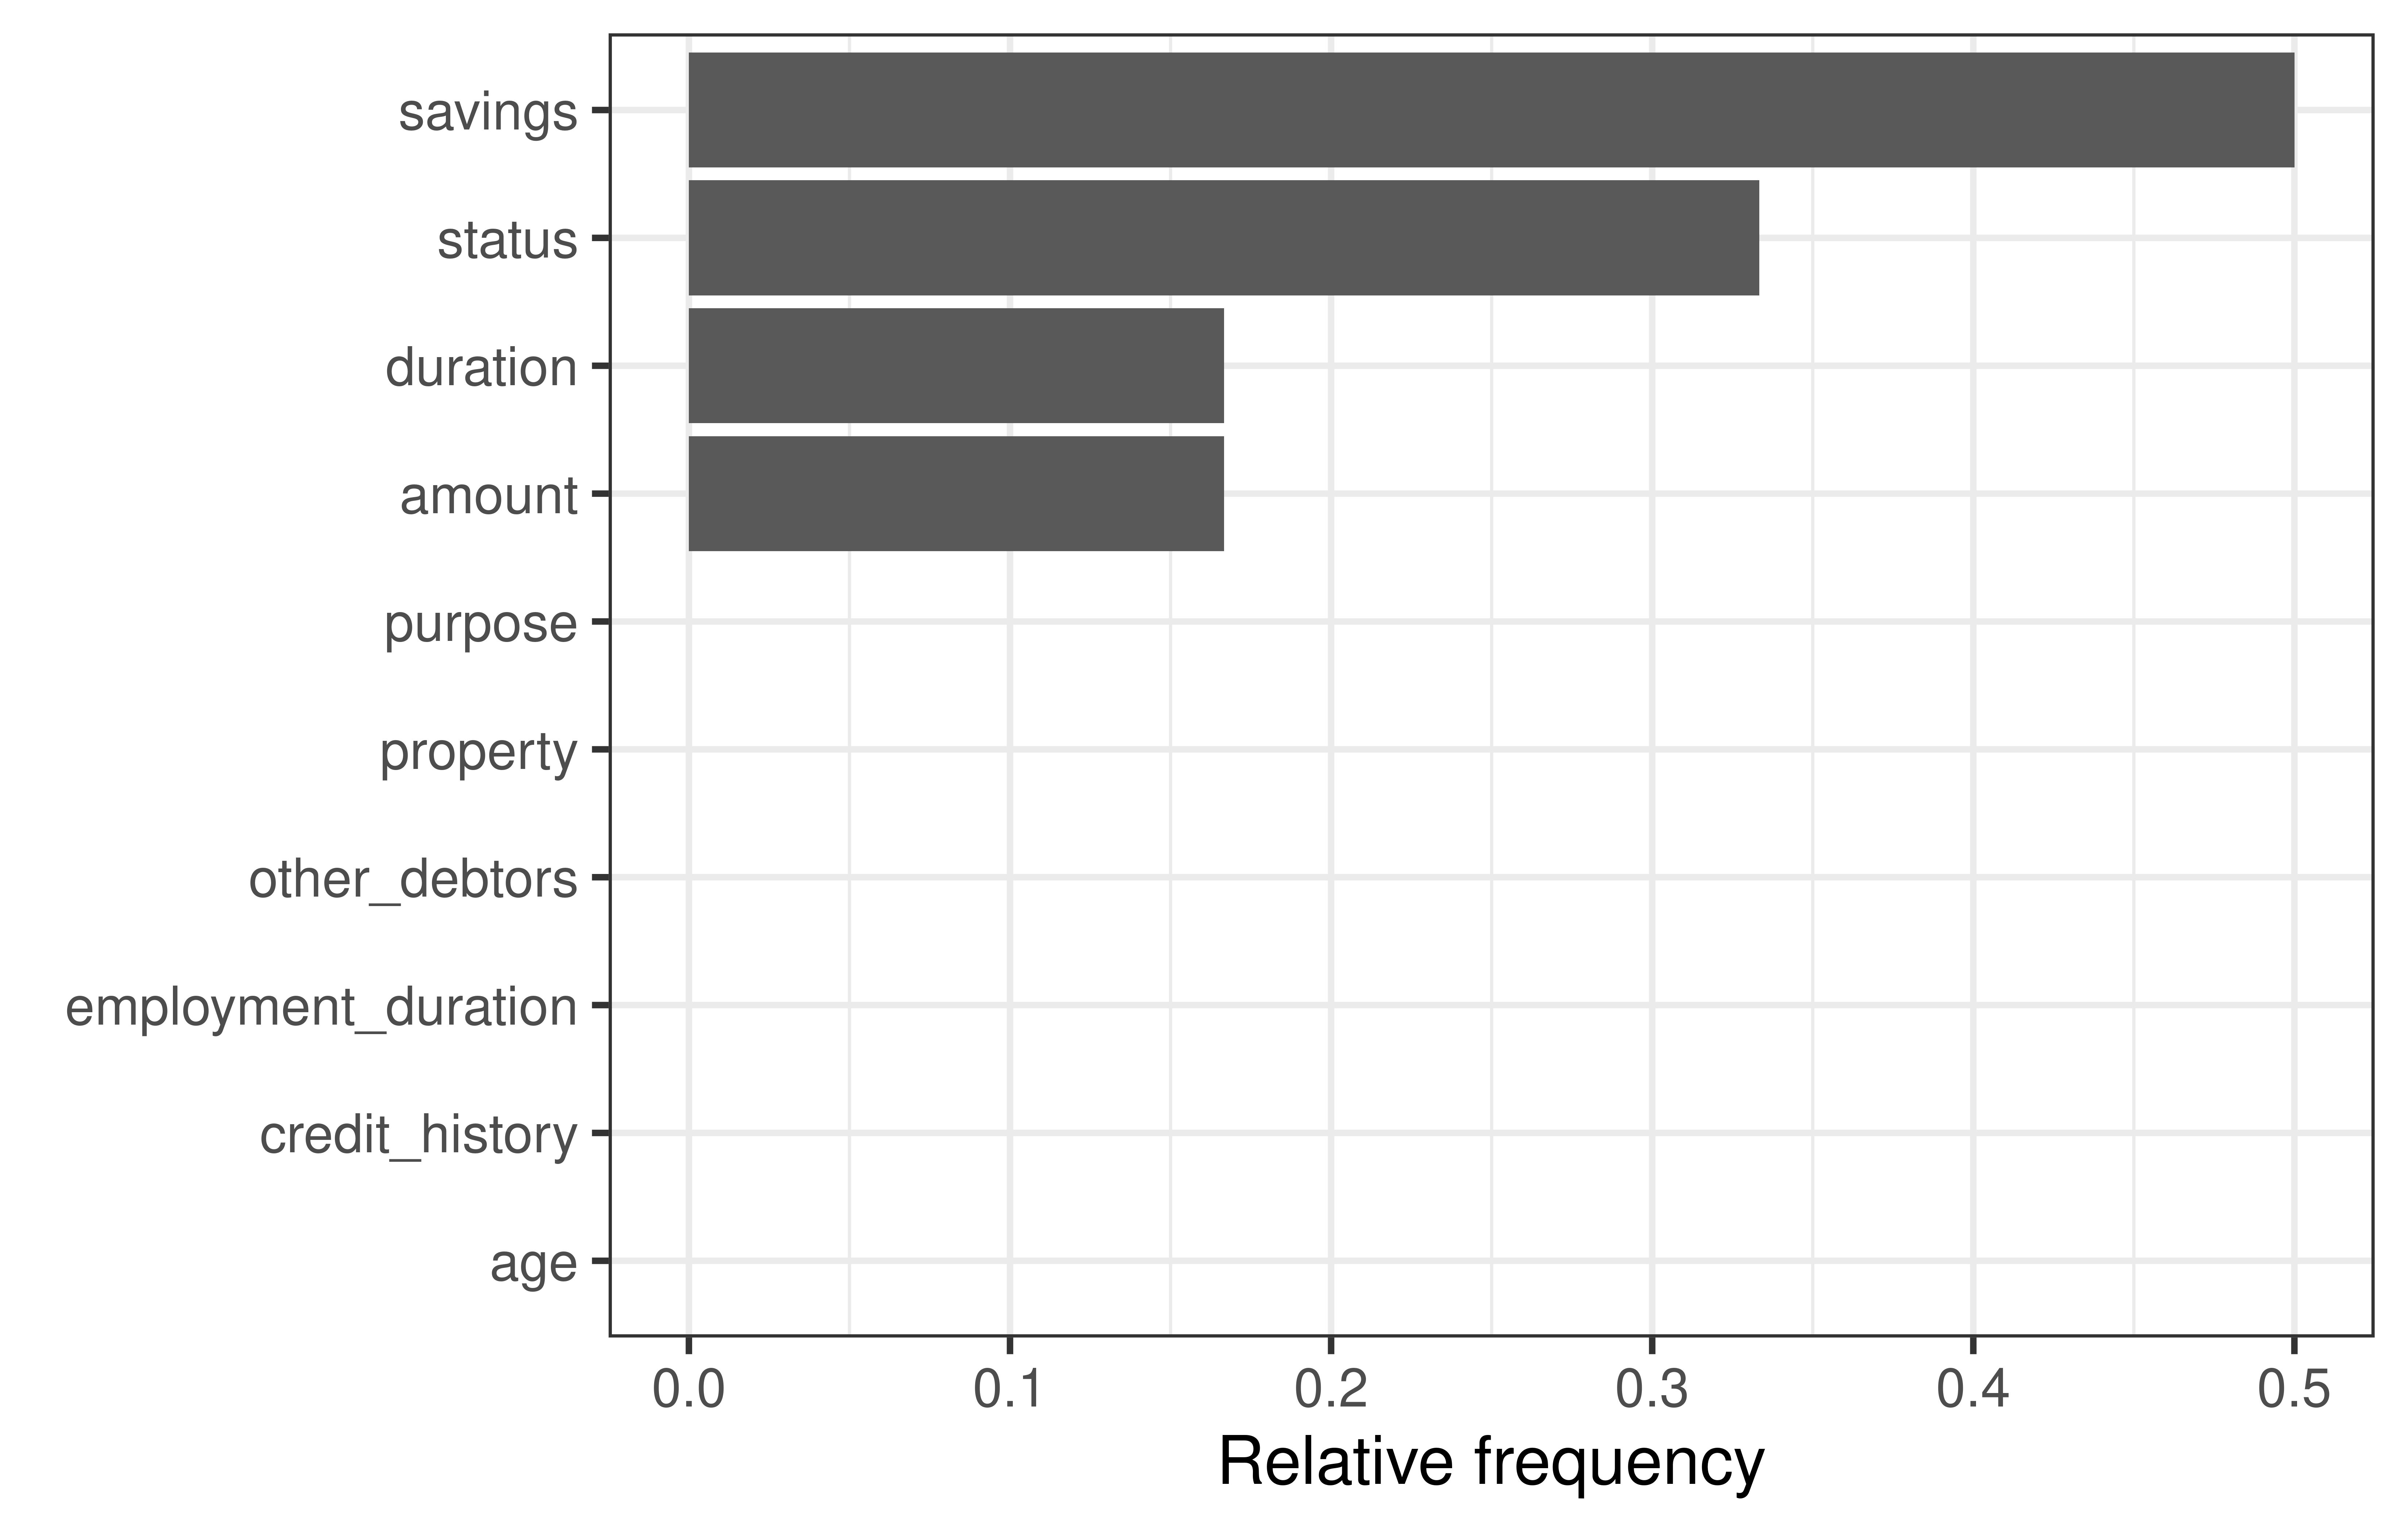 savings
status
duration
amount
purpose
property
other_debtors
employment_duration
credit_history
age
0.0 0.1 0.2 0.3 0.4 0.5
Relative frequency